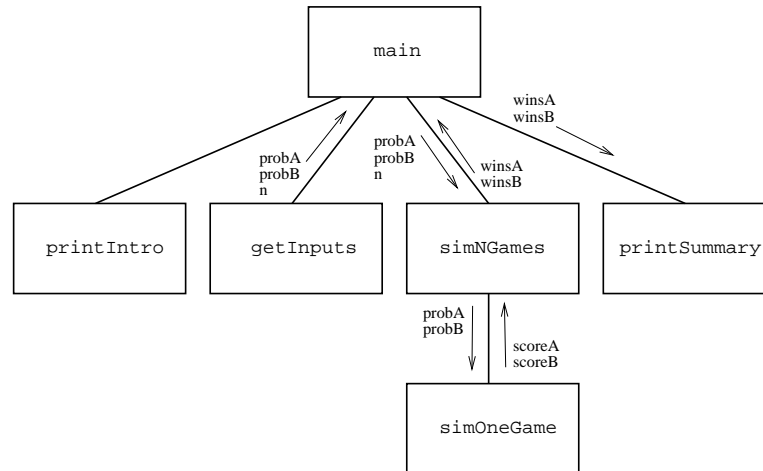 main
winsA
winsB
probA
probB
n
probA
probB
n
winsA
winsB
printIntro
getInputs
simNGames
printSummary
probA
probB
scoreA
scoreB
simOneGame